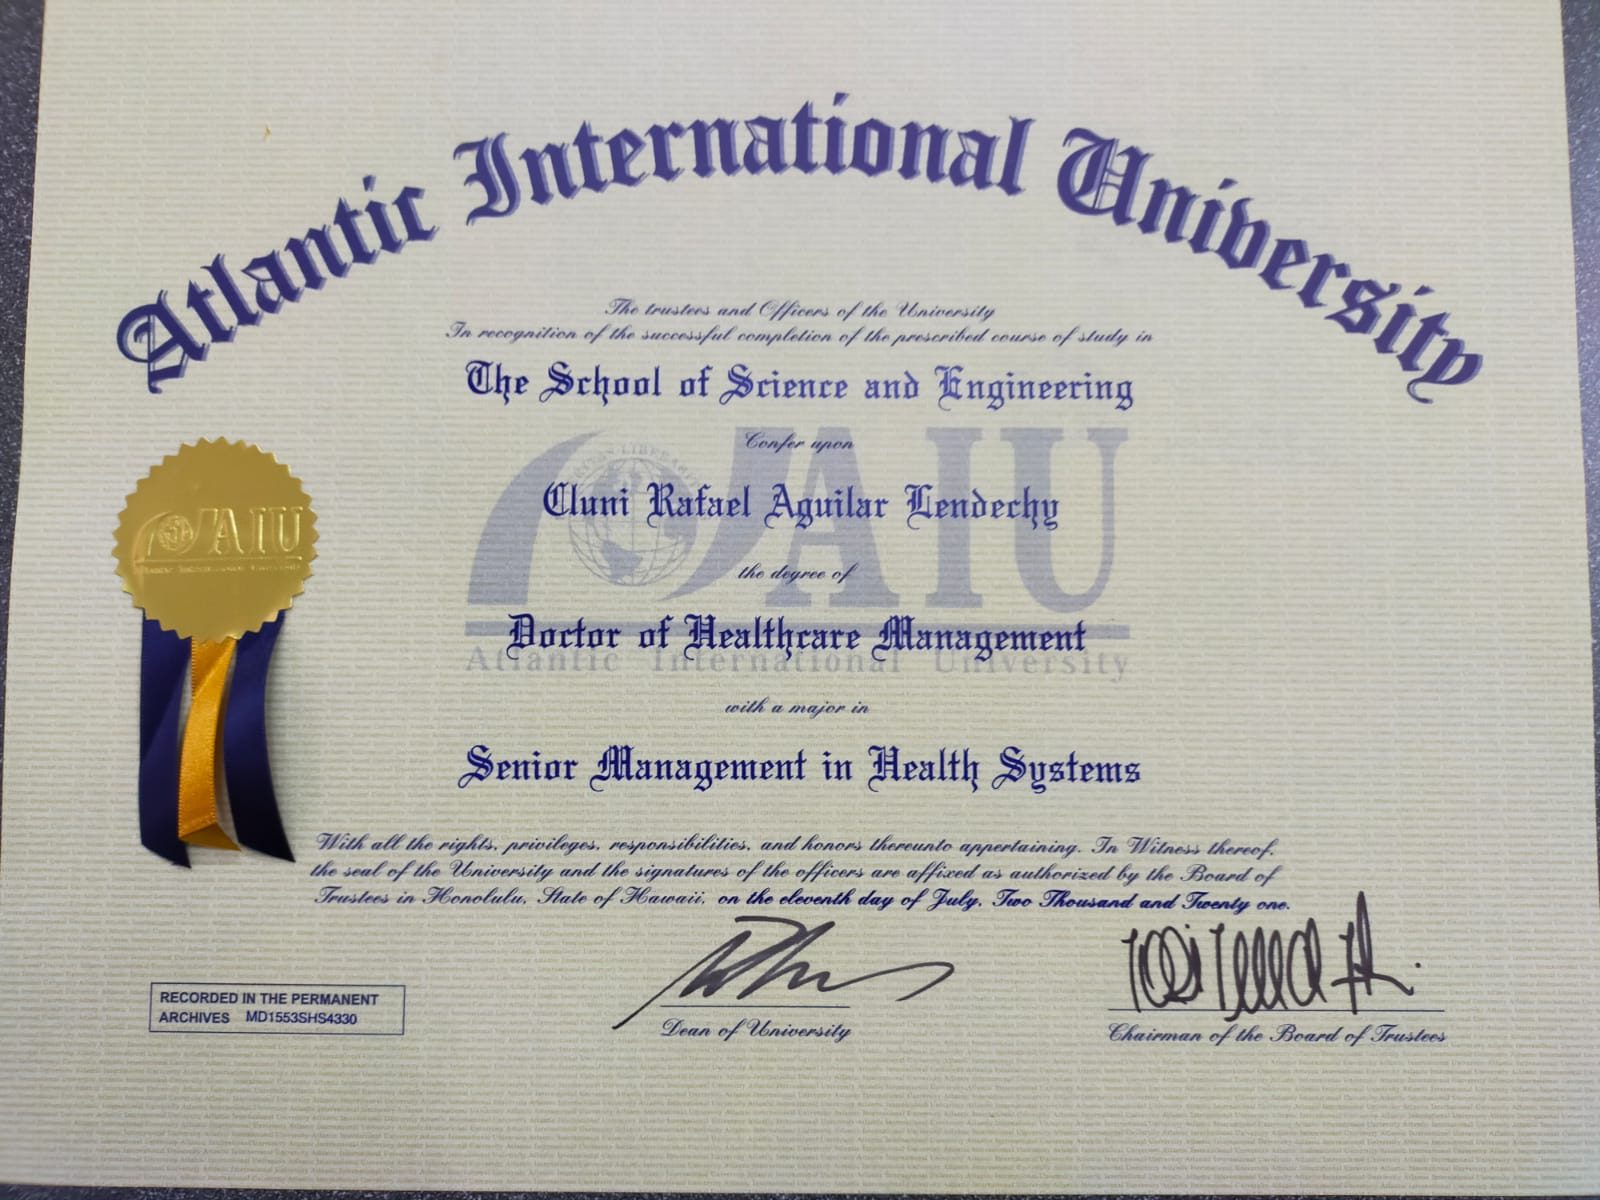 Atlantic International University
The trustees and Officers of the University
In recognition of the successful completion of the prescribed course of study in
The School of Science and Engineering
Confer upon
Cluni Rafael Aguilar Lendechy
the degree of
Doctor of Healthcare Management
with a major in
Senior Management in Health Systems
With all the rights, privileges, responsibilities, and honors thereunto appertaining. In Witness thereof,
the seal of the University and the signatures of the officers are affixed as authorized by the Board of
Trustees in Honolulu, State of Hawaii, on the eleventh day of July, Two Thousand and Twenty one.
AIU
Atlantic International University
AIU
Atlantic International University
RECORDED IN THE PERMANENT
ARCHIVES MD1553SHS4330
Dean of University
Chairman of the Board of Trustees